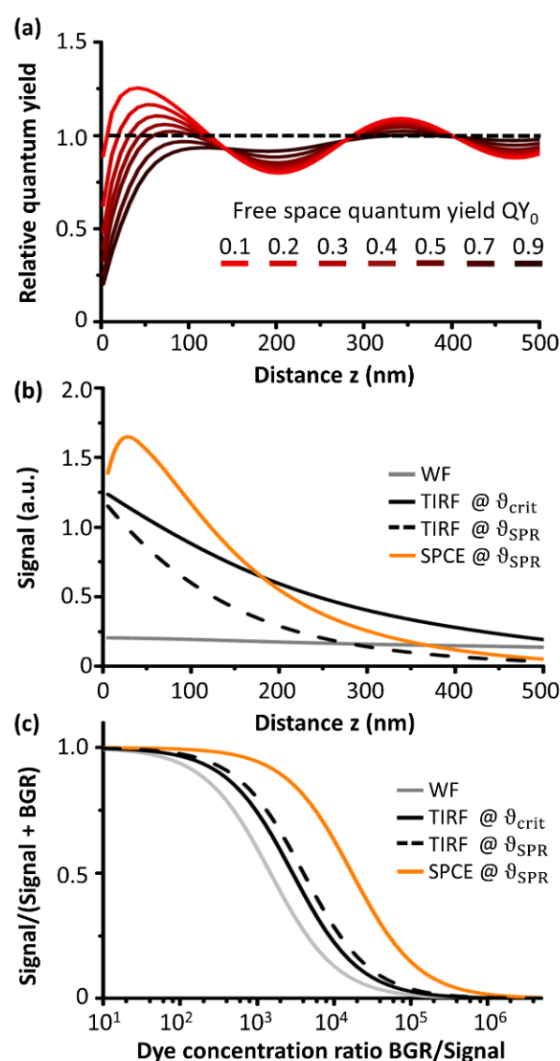 (a)
1.5
1.0
0.5
0
Relative quantum yield
Free space quantum yield QY₀
0.1 0.2 0.3 0.4 0.5 0.7 0.9
0 100 200 300 400 500
Distance z (nm)
(b)
2.0
1.5
1.0
0.5
0
Signal (a.u.)
WF
TIRF @ ϑcrit
TIRF @ ϑSPR
SPCE @ ϑSPR
0 100 200 300 400 500
Distance z (nm)
(c)
1.0
0.5
0
Signal/(Signal + BGR)
WF
TIRF @ ϑcrit
TIRF @ ϑSPR
SPCE @ ϑSPR
10¹ 10² 10³ 10⁴ 10⁵ 10⁶
Dye concentration ratio BGR/Signal